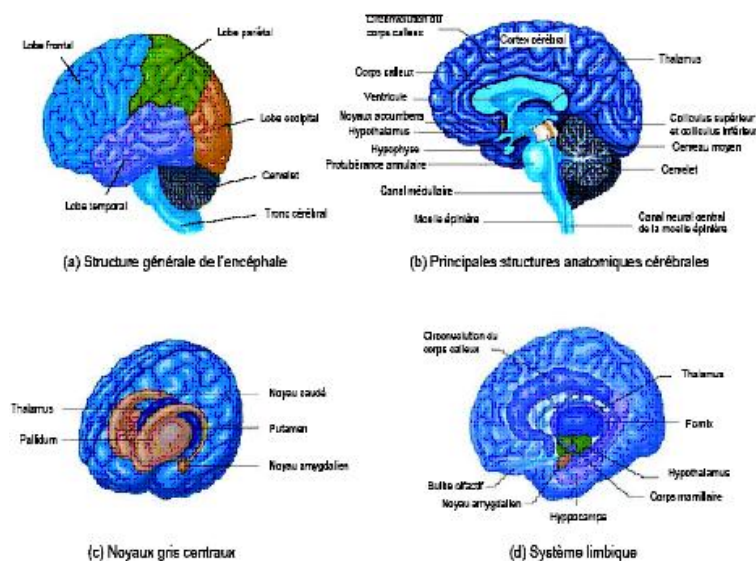 Lobe frontal
Lobe pariétal
Lobe occipital
Cervelet
Lobe temporal
Tronc cérébral
(a) Structure générale de l'encéphale
Circonvolution du
corps calleux
Cortex cérébral
Thalamus
Corps calleux
Ventricule
Noyaux accumbens
Hypothalamus
Hypophyse
Protubérance annulaire
Canal médullaire
Moelle épinière
Colliculus supérieur
et colliculus inférieur
Cerveau moyen
Cervelet
Canal neural central
de la moelle épinière
(b) Principales structures anatomiques cérébrales
Thalamus
Pallidum
Noyau caudé
Putamen
Noyau amygdalien
(c) Noyaux gris centraux
Circonvolution du
corps calleux
Thalamus
Fornix
Hypothalamus
Corps mamillaire
Bulbe olfactif
Noyau amygdalien
Hyppocampe
(d) Système limbique